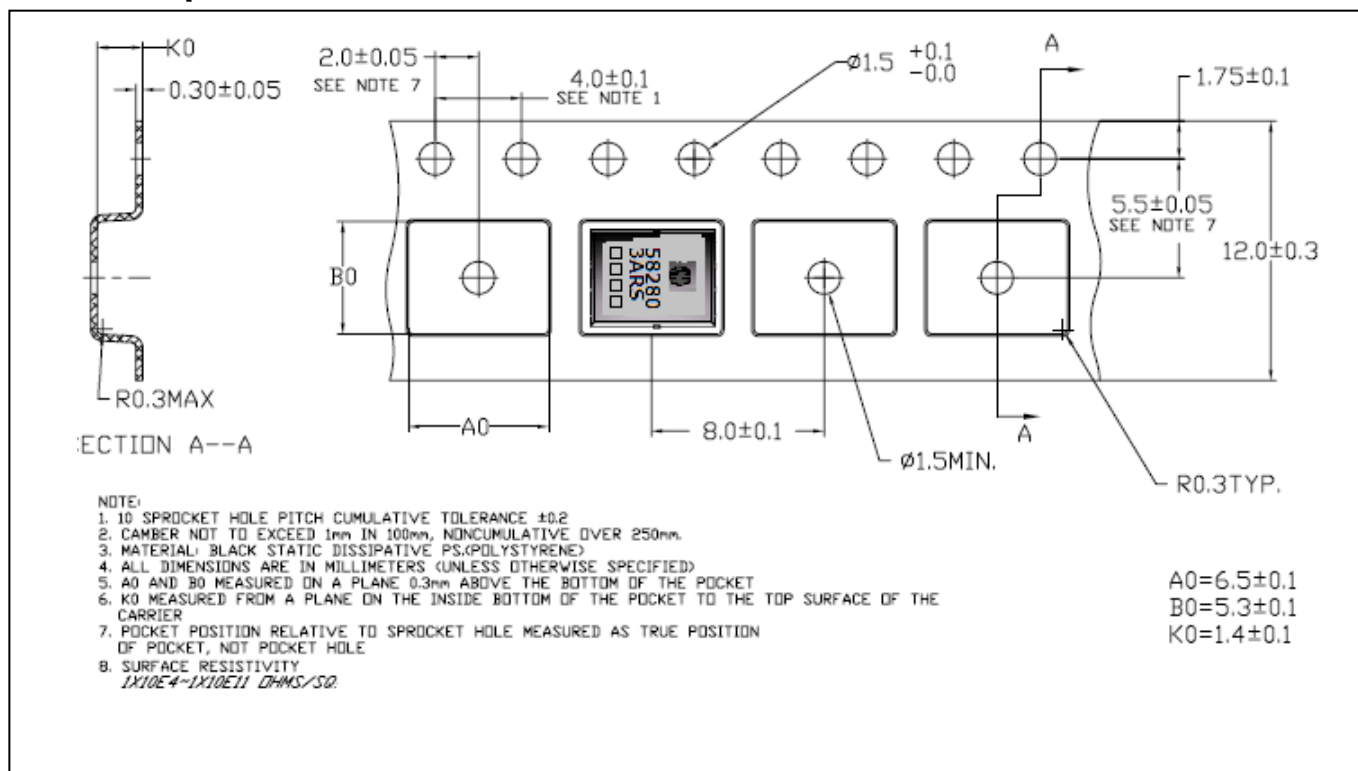 K0
0.30±0.05
2.0±0.05
SEE NOTE 7
4.0±0.1
SEE NOTE 1
Ø1.5 +0.1
-0.0
A
1.75±0.1
5.5±0.05
SEE NOTE 7
12.0±0.3
B0
58280
3ARS
R0.3MAX
A0
8.0±0.1
A
Ø1.5MIN.
R0.3TYP.
ECTION A--A
NOTE:
1. 10 SPROCKET HOLE PITCH CUMULATIVE TOLERANCE ±0.2
2. CAMBER NOT TO EXCEED 1mm IN 100mm, NONCUMULATIVE OVER 250mm.
3. MATERIAL: BLACK STATIC DISSIPATIVE PS.(POLYSTYRENE)
4. ALL DIMENSIONS ARE IN MILLIMETERS (UNLESS OTHERWISE SPECIFIED)
5. A0 AND B0 MEASURED ON A PLANE 0.3mm ABOVE THE BOTTOM OF THE POCKET
6. K0 MEASURED FROM A PLANE ON THE INSIDE BOTTOM OF THE POCKET TO THE TOP SURFACE OF THE
CARRIER
7. POCKET POSITION RELATIVE TO SPROCKET HOLE MEASURED AS TRUE POSITION
OF POCKET, NOT POCKET HOLE
8. SURFACE RESISTIVITY
1X10E4~1X10E11 OHMS/SQ.
A0=6.5±0.1
B0=5.3±0.1
K0=1.4±0.1